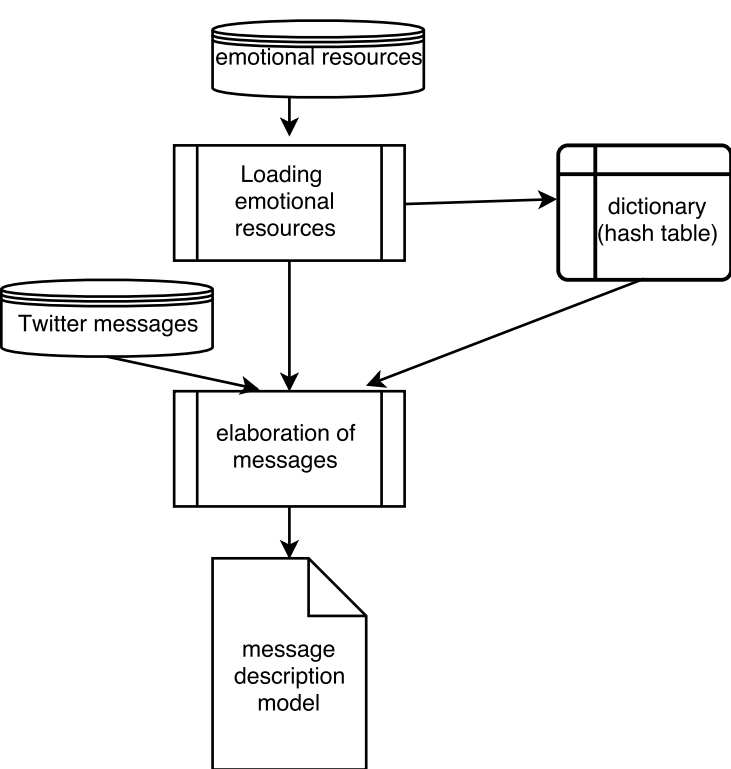 emotional resources
Loading
emotional
resources
dictionary
(hash table)
Twitter messages
elaboration of
messages
message
description
model